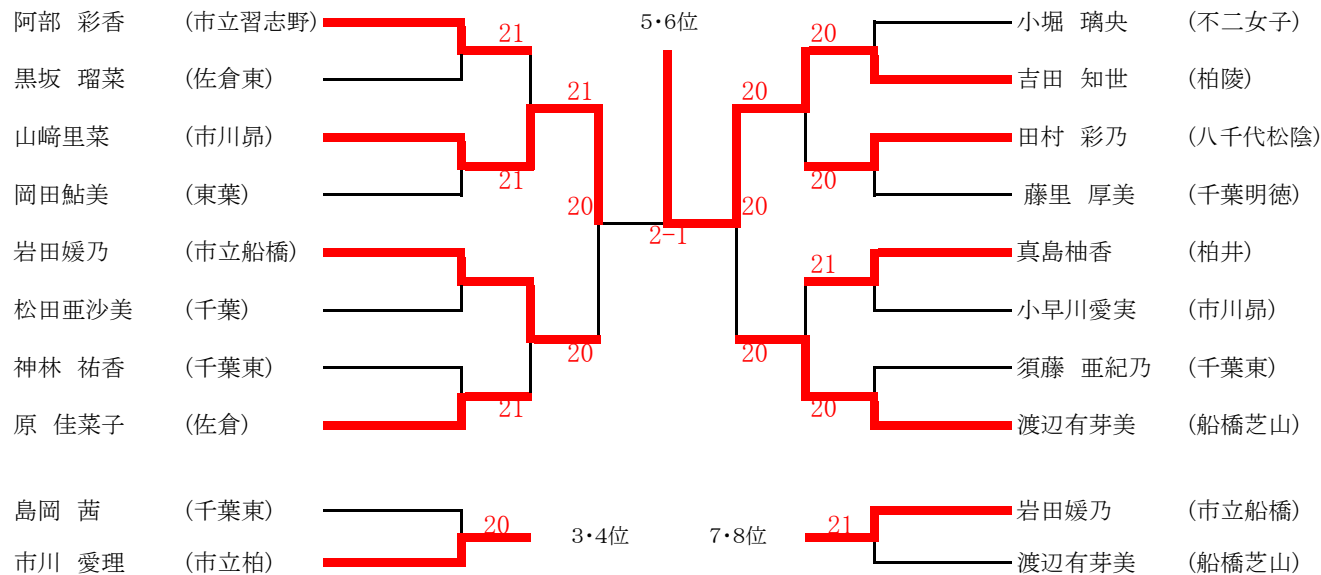 阿部 彩香 (市立習志野) 21 5・6位 20 小堀 璃央 (不二女子)
黒坂 瑠菜 (佐倉東) 21 20 吉田 知世 (柏陵)
山﨑里菜 (市川昴) 田村 彩乃 (八千代松陰)
21 20
岡田鮎美 (東葉) 20 20 藤里 厚美 (千葉明徳)
2-1
岩田媛乃 (市立船橋) 21 真島柚香 (柏井)
松田亜沙美 (千葉) 小早川愛実 (市川昴)
20 20
神林 祐香 (千葉東) 須藤 亜紀乃 (千葉東)
21 20
原 佳菜子 (佐倉) 渡辺有芽美 (船橋芝山)
島岡 茜 (千葉東) 岩田媛乃 (市立船橋)
20 3・4位 7・8位 21
市川 愛理 (市立柏) 渡辺有芽美 (船橋芝山)